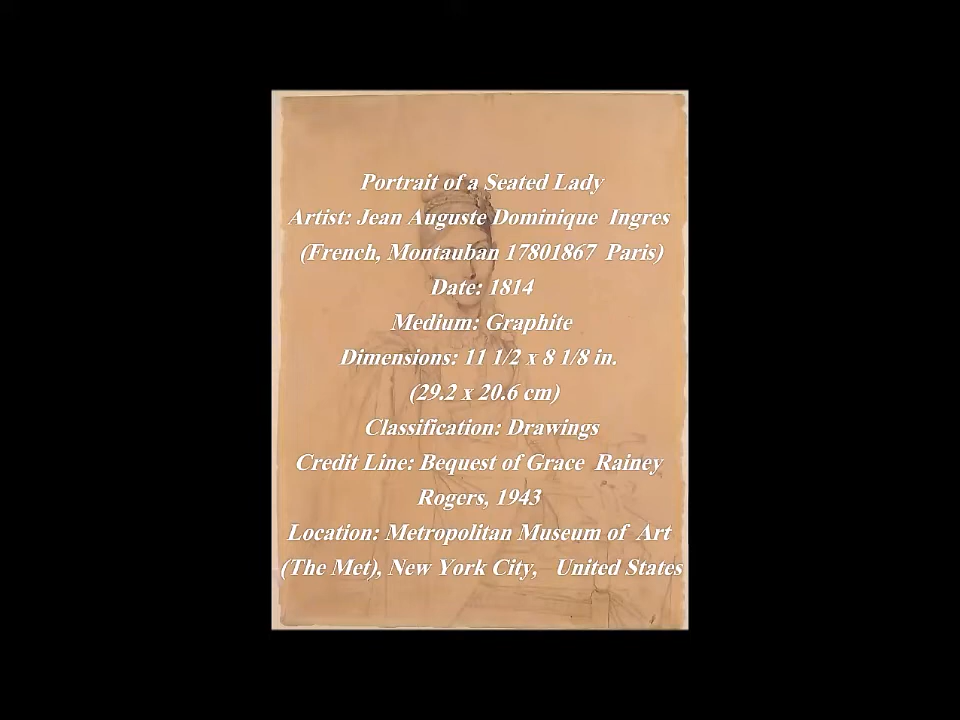 Portrait of a Seated Lady
Artist: Jean Auguste Dominique Ingres
(French, Montauban 17801867 Paris)
Date: 1814
Medium: Graphite
Dimensions: 11 1/2 x 8 1/8 in.
(29.2 x 20.6 cm)
Classification: Drawings
Credit Line: Bequest of Grace Rainey
Rogers, 1943
Location: Metropolitan Museum of Art
(The Met), New York City, United States